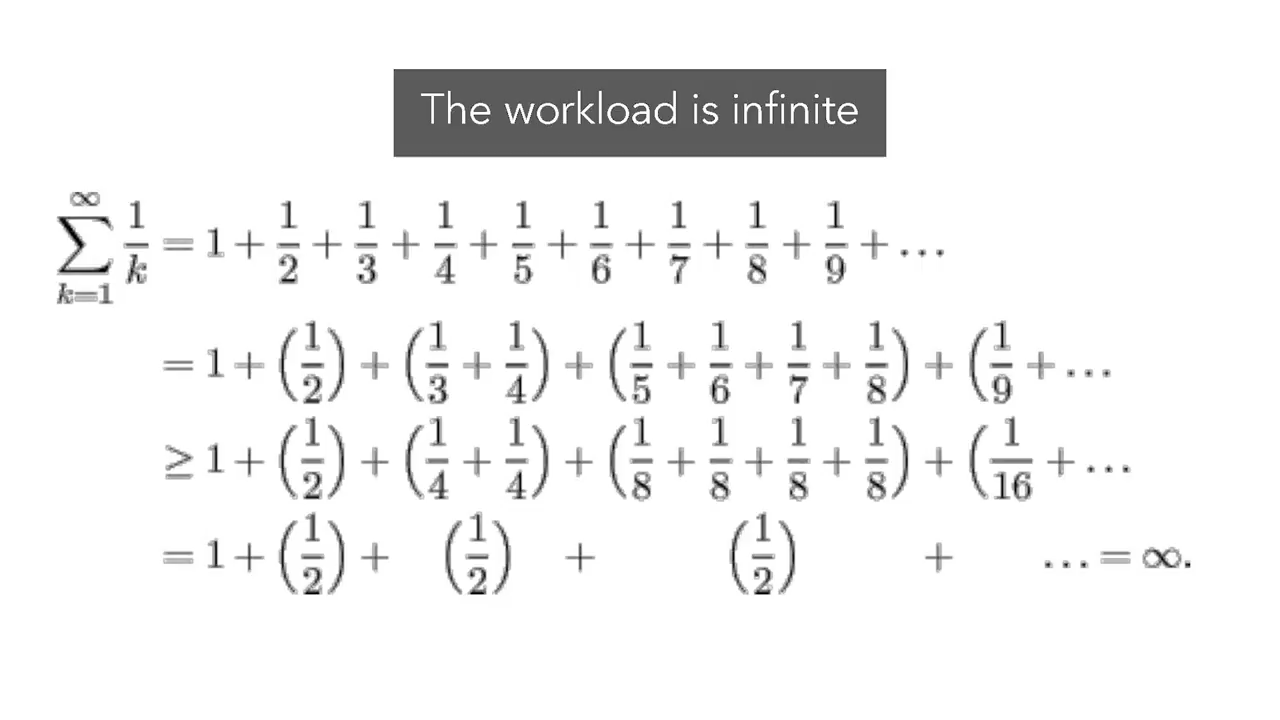 The workload is infinite
∑_{k=1}^{∞} 1/k = 1 + 1/2 + 1/3 + 1/4 + 1/5 + 1/6 + 1/7 + 1/8 + 1/9 + …
= 1 + (1/2) + (1/3 + 1/4) + (1/5 + 1/6 + 1/7 + 1/8) + (1/9 + …
≥ 1 + (1/2) + (1/4 + 1/4) + (1/8 + 1/8 + 1/8 + 1/8) + (1/16 + …
= 1 + (1/2) + (1/2) + (1/2) + … = ∞.